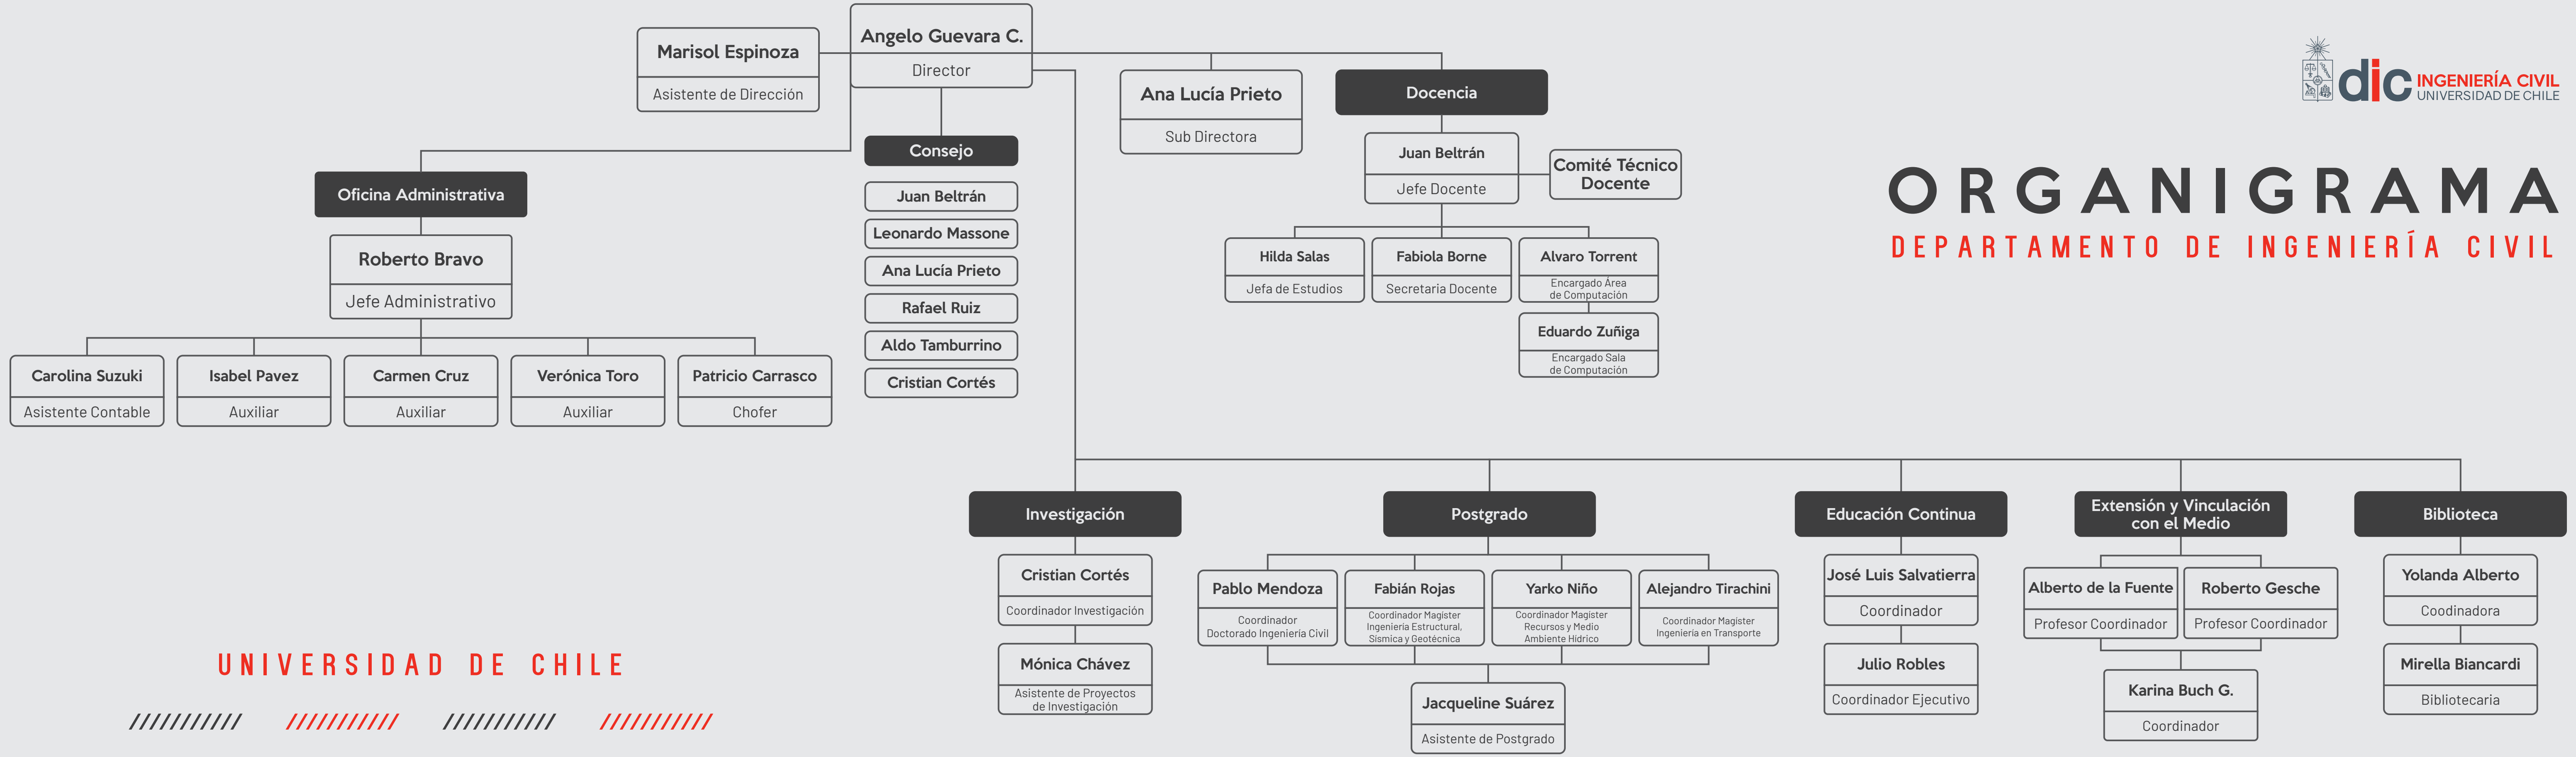 Marisol Espinoza
Asistente de Dirección
Angelo Guevara C.
Director
Ana Lucía Prieto
Sub Directora
Docencia
Juan Beltrán
Jefe Docente
Comité Técnico
Docente
Hilda Salas
Jefa de Estudios
Fabiola Borne
Secretaria Docente
Alvaro Torrent
Encargado Área
de Computación
Eduardo Zuñiga
Encargado Sala
de Computación
dic
INGENIERÍA CIVIL
UNIVERSIDAD DE CHILE
ORGANIGRAMA
DEPARTAMENTO DE INGENIERÍA CIVIL
Consejo
Juan Beltrán
Leonardo Massone
Ana Lucía Prieto
Rafael Ruiz
Aldo Tamburrino
Cristian Cortés
Oficina Administrativa
Roberto Bravo
Jefe Administrativo
Carolina Suzuki
Asistente Contable
Isabel Pavez
Auxiliar
Carmen Cruz
Auxiliar
Verónica Toro
Auxiliar
Patricio Carrasco
Chofer
Investigación
Cristian Cortés
Coordinador Investigación
Mónica Chávez
Asistente de Proyectos
de Investigación
Postgrado
Pablo Mendoza
Coordinador
Doctorado Ingeniería Civil
Fabián Rojas
Coordinador Magíster
Ingeniería Estructural,
Sísmica y Geotécnica
Yarko Niño
Coordinador Magíster
Recursos y Medio
Ambiente Hídrico
Alejandro Tirachini
Coordinador Magíster
Ingeniería en Transporte
Jacqueline Suárez
Asistente de Postgrado
Educación Continua
José Luis Salvatierra
Coordinador
Julio Robles
Coordinador Ejecutivo
Extensión y Vinculación
con el Medio
Alberto de la Fuente
Profesor Coordinador
Roberto Gesche
Profesor Coordinador
Karina Buch G.
Coordinador
Biblioteca
Yolanda Alberto
Coodinadora
Mirella Biancardi
Bibliotecaria
UNIVERSIDAD DE CHILE